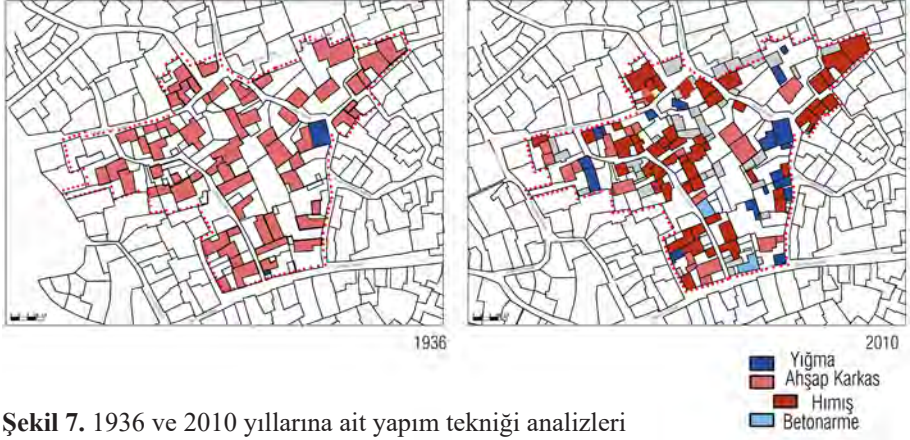 1936
2010
Yığma
Ahşap Karkas
Hımış
Betonarme
Şekil 7. 1936 ve 2010 yıllarına ait yapım tekniği analizleri